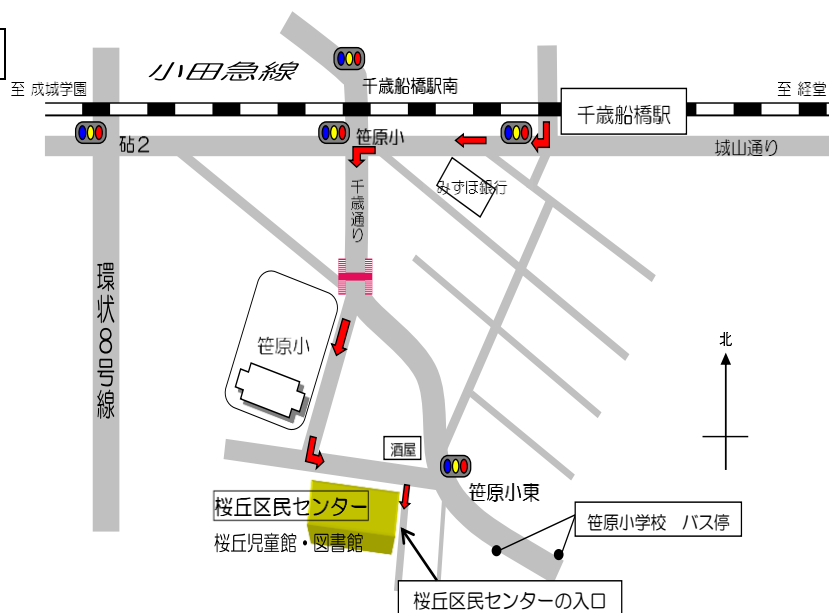 小田急線
千歳船橋駅南
至 成城学園
至 経堂
千歳船橋駅
砧2
笹原小
城山通り
みずほ銀行
千歳通り
環状8号線
笹原小
北
酒屋
笹原小東
桜丘区民センター
桜丘児童館・図書館
笹原小学校 バス停
桜丘区民センターの入口